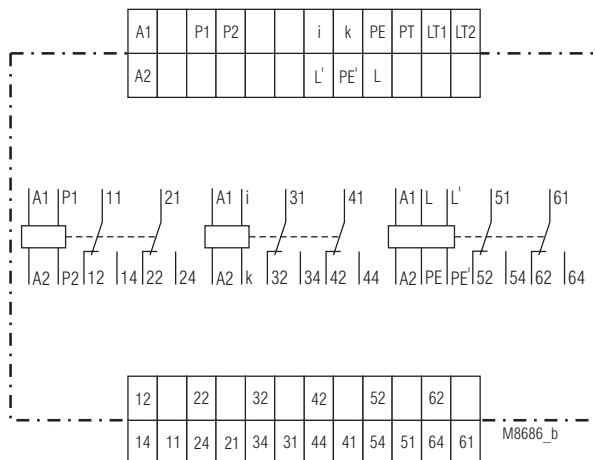 A1 P1 P2 i k PE PT LT1 LT2
A2 L' PE' L
A1 P1 11 21 A1 i 31 41 A1 L L' 51 61
A2 P2 12 14 22 24 A2 k 32 34 42 44 A2 PE PE' 52 54 62 64
12 22 32 42 52 62
14 11 24 21 34 31 44 41 54 51 64 61
M8686_b